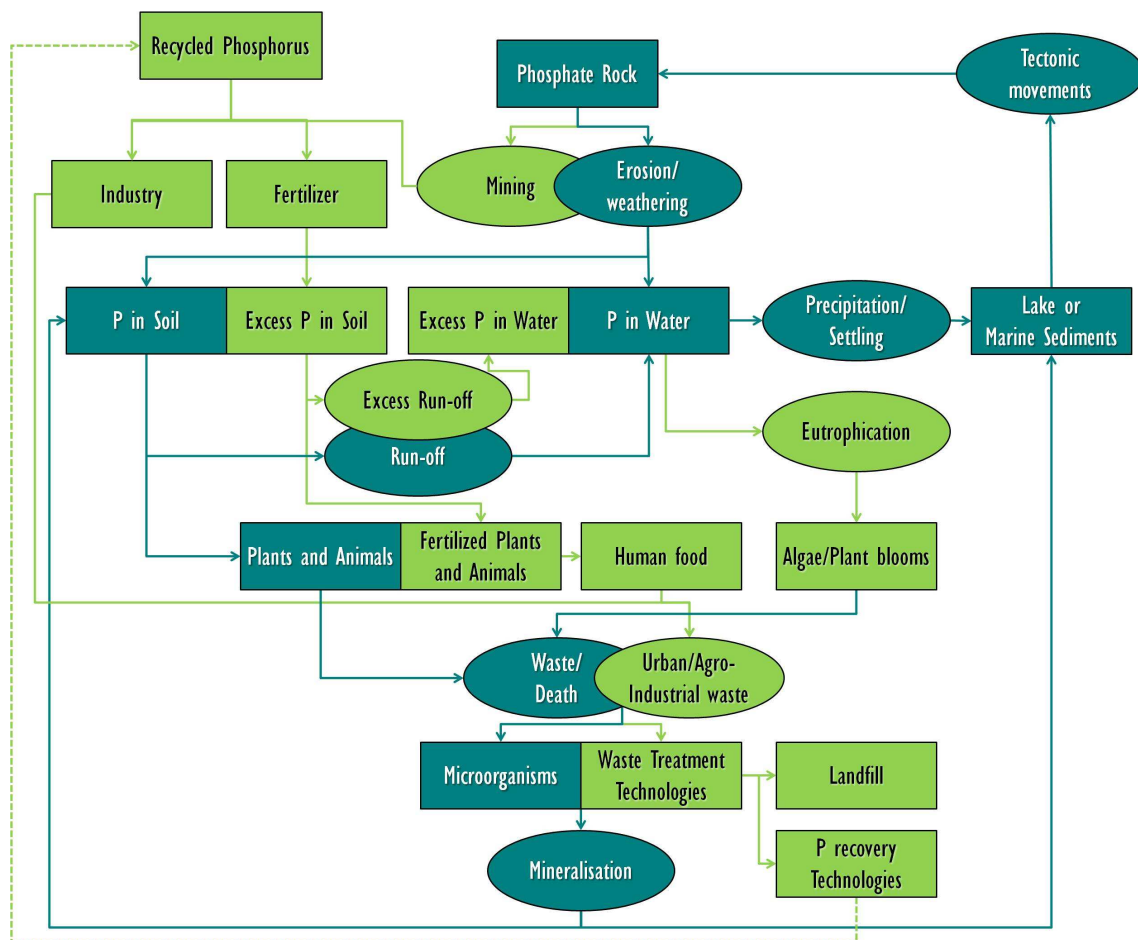 Recycled Phosphorus
Phosphate Rock
Tectonic
movements
Industry
Fertilizer
Mining
Erosion/
weathering
P in Soil
Excess P in Soil
Excess P in Water
P in Water
Precipitation/
Settling
Lake or
Marine Sediments
Excess Run-off
Run-off
Eutrophication
Plants and Animals
Fertilized Plants
and Animals
Human food
Algae/Plant blooms
Waste/
Death
Urban/Agro-
Industrial waste
Microorganisms
Waste Treatment
Technologies
Landfill
Mineralisation
P recovery
Technologies